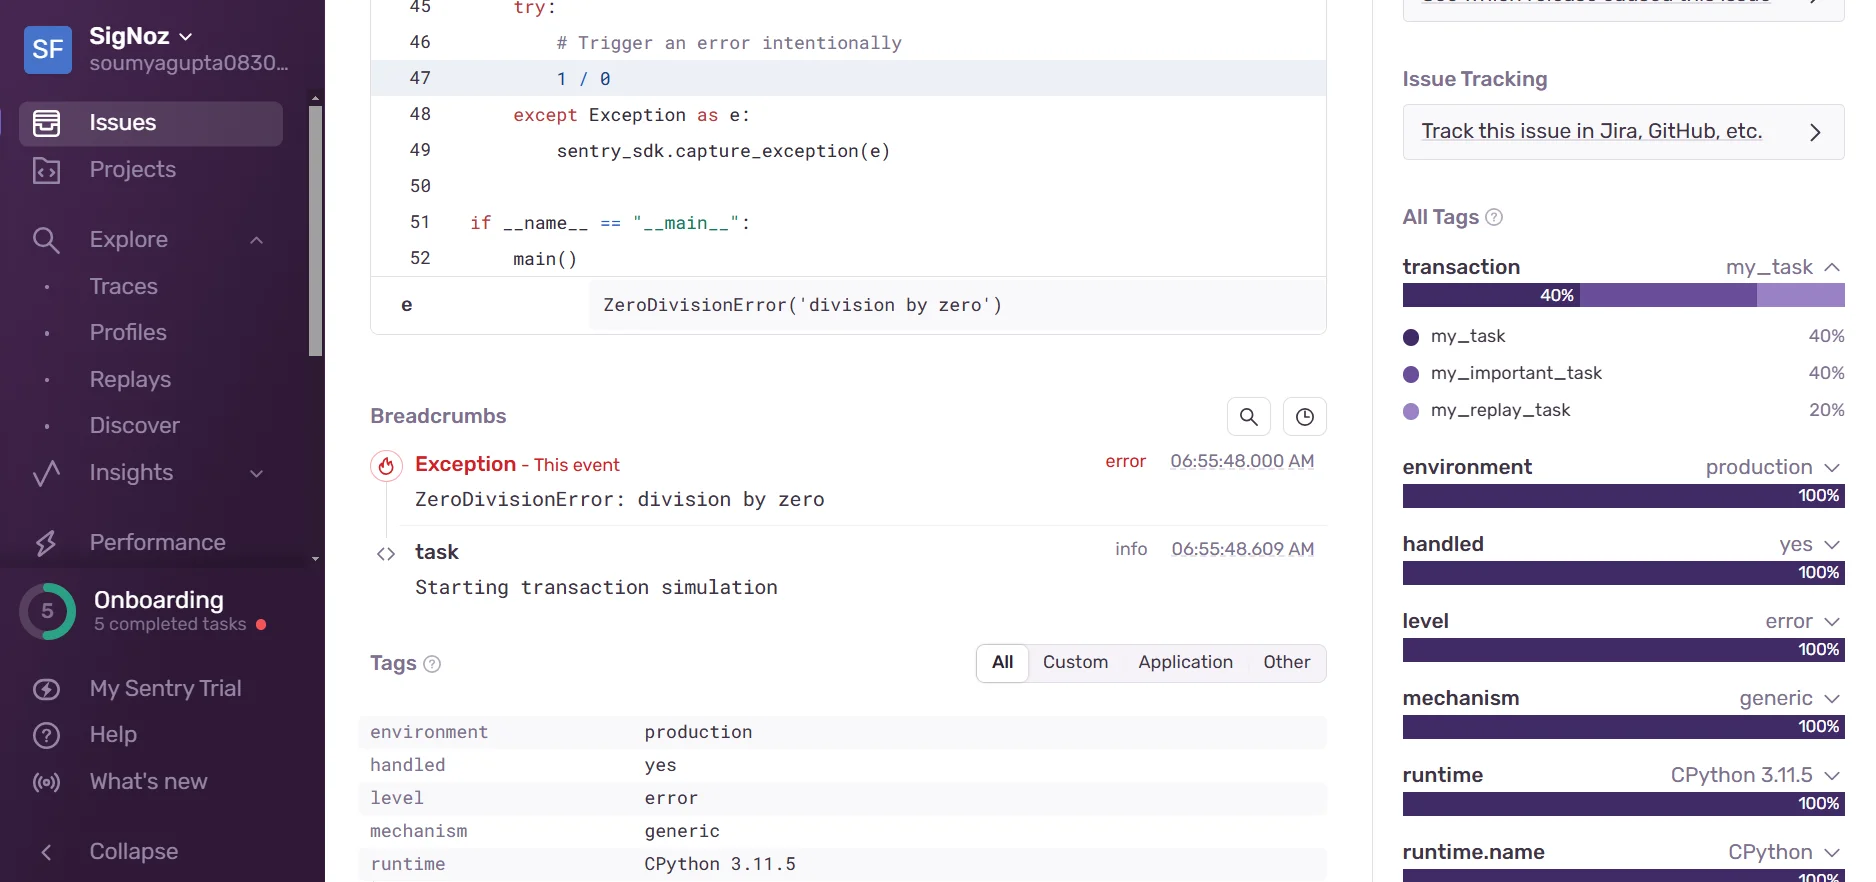 SF
SigNoz
soumyagupta0830...
Issues
Projects
Explore
Traces
Profiles
Replays
Discover
Insights
Performance
5
Onboarding
5 completed tasks
My Sentry Trial
Help
What's new
Collapse
45 try:
46 # Trigger an error intentionally
47 1 / 0
48 except Exception as e:
49 sentry_sdk.capture_exception(e)
50
51 if __name__ == "__main__":
52 main()
e ZeroDivisionError('division by zero')
Breadcrumbs
Exception - This event error 06:55:48.000 AM
ZeroDivisionError: division by zero
task info 06:55:48.609 AM
Starting transaction simulation
Tags ?
All Custom Application Other
environment production
handled yes
level error
mechanism generic
runtime CPython 3.11.5
See which release caused this issue
Issue Tracking
Track this issue in Jira, GitHub, etc.
All Tags ?
transaction my_task
40%
my_task 40%
my_important_task 40%
my_replay_task 20%
environment production
100%
handled yes
100%
level error
100%
mechanism generic
100%
runtime CPython 3.11.5
100%
runtime.name CPython
100%